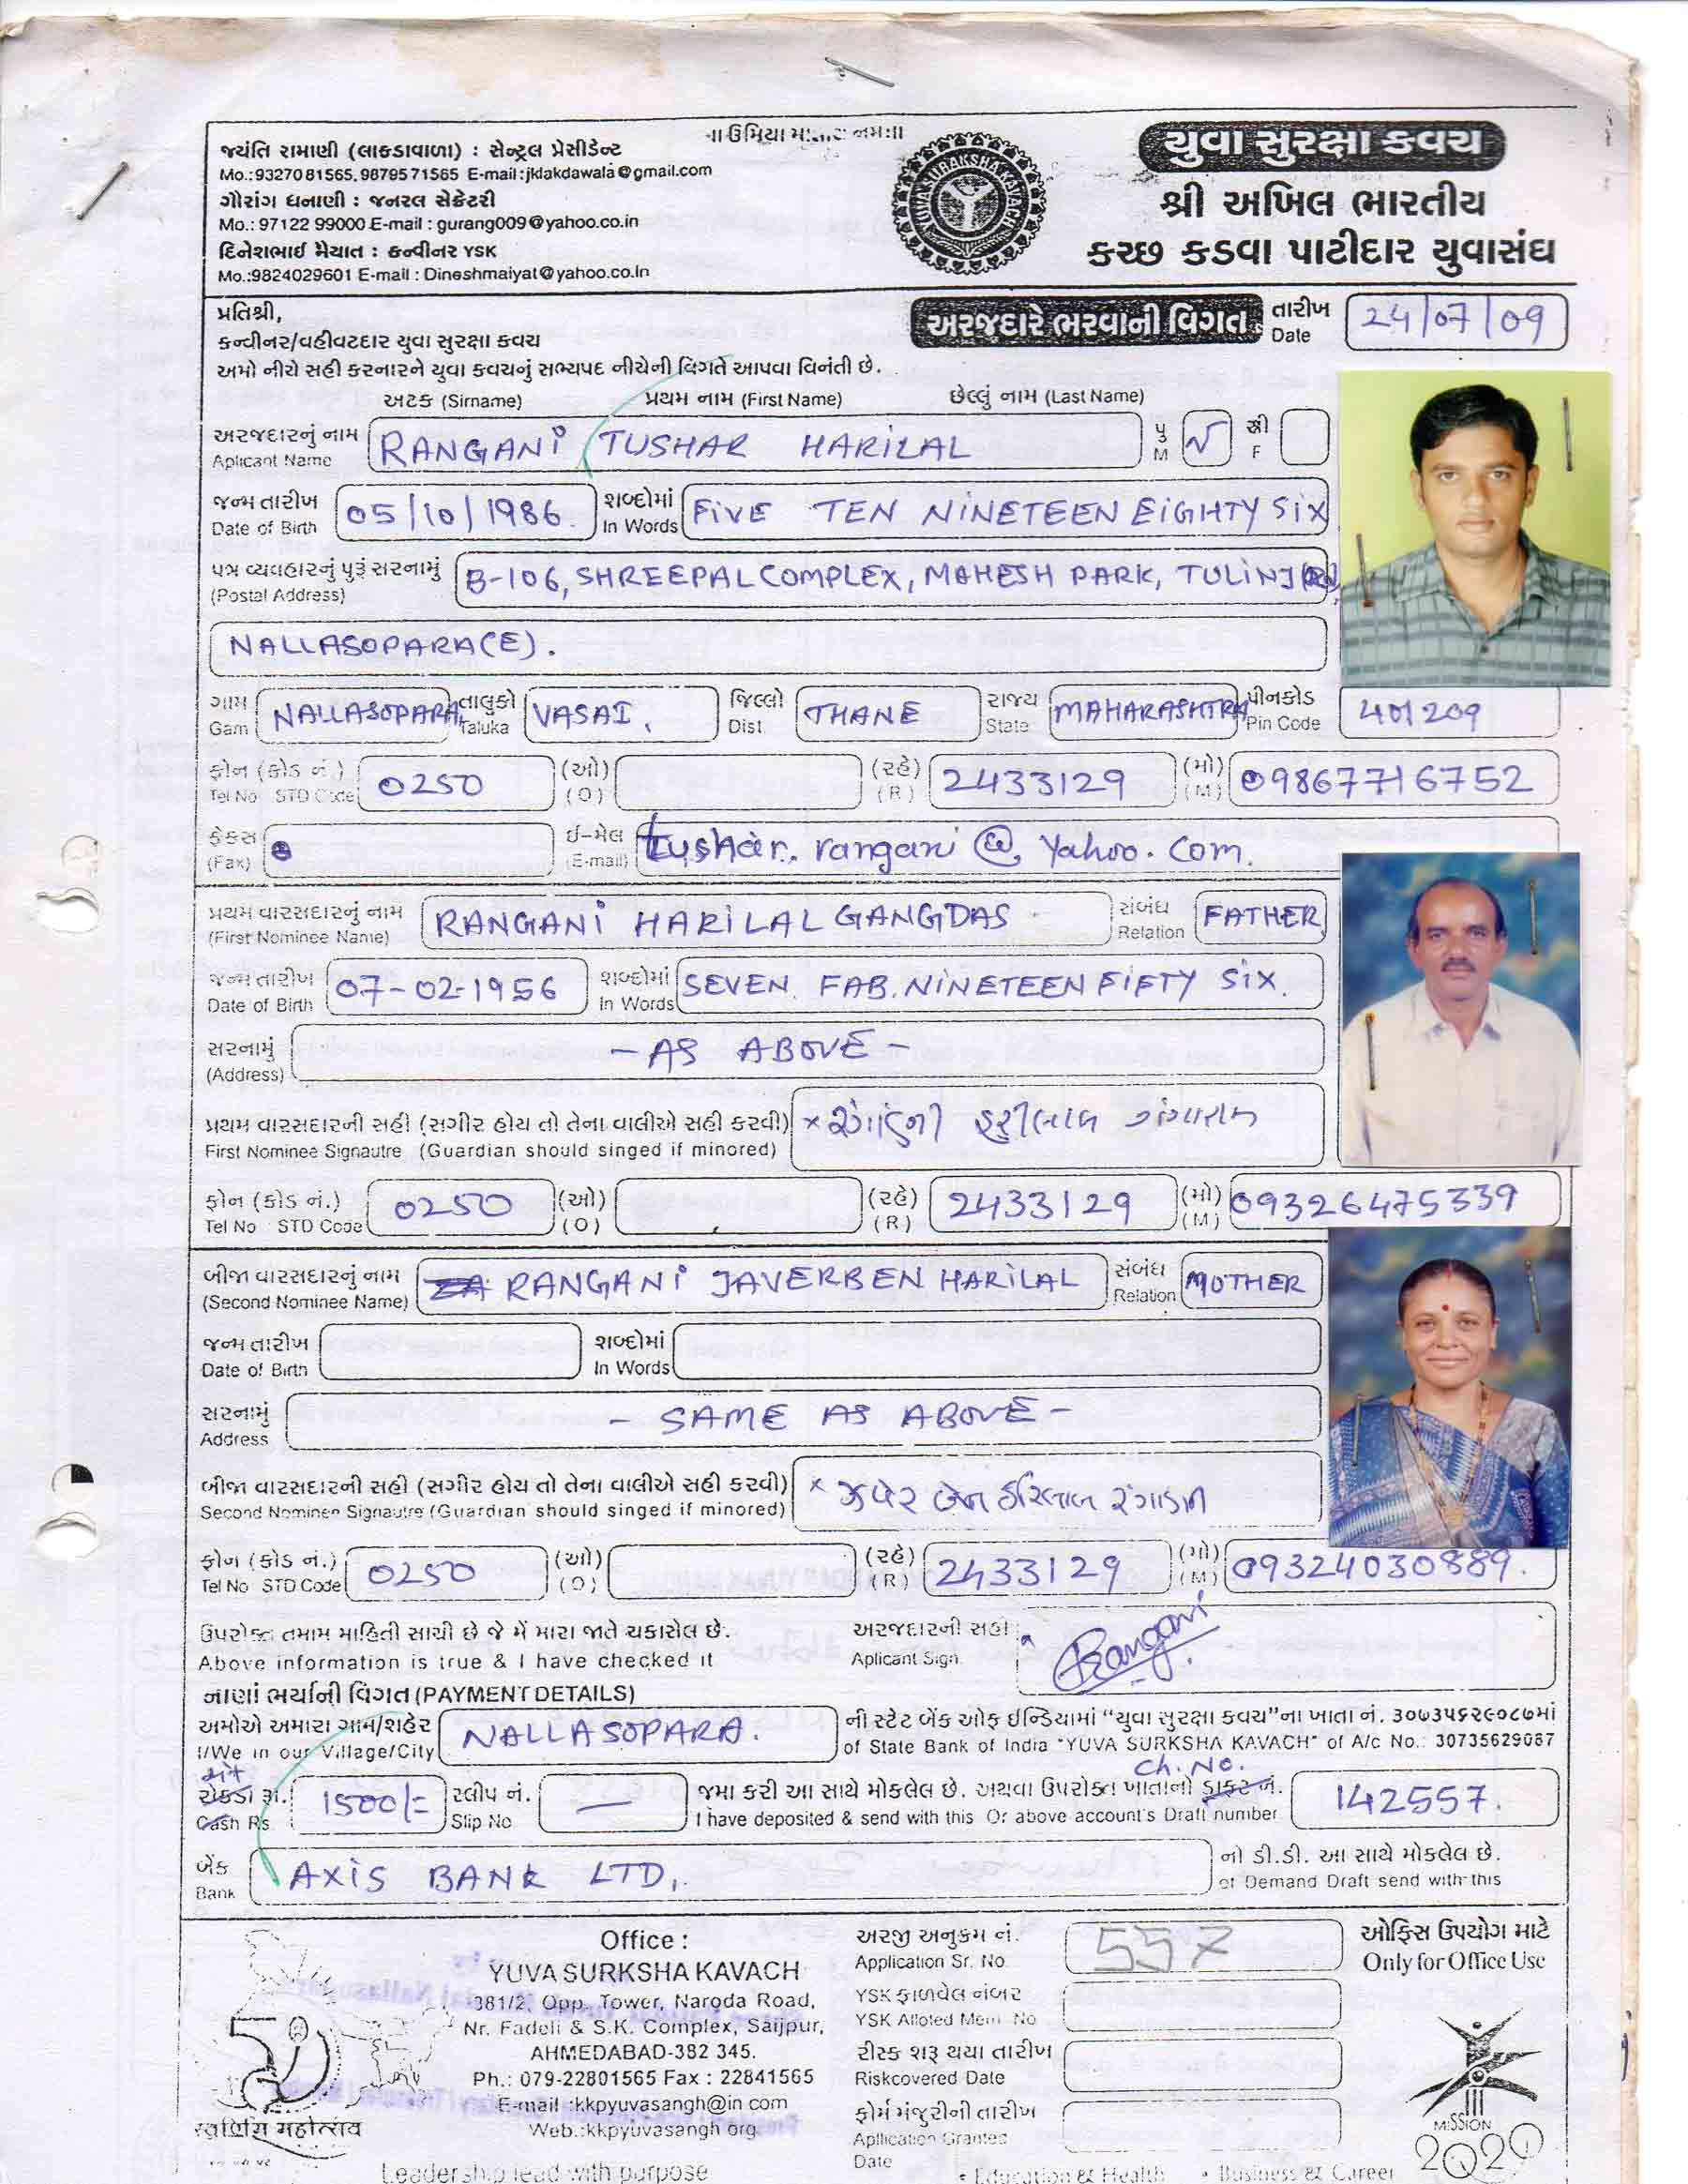 જયંતિ રામાણી (લાકડાવાળા) : સેન્ટ્રલ પ્રેસીડેન્ટ
Mo.:9327081565, 9879571565 E-mail :jklakdawala@gmail.com
ગૌરાંગ ધનાણી : જનરલ સેક્રેટરી
Mo.: 97122 99000 E-mail : gurang009@yahoo.co.in
દિનેશભાઈ મૈયાત : કન્વીનર YSK
Mo.:9824029601 E-mail : Dineshmaiyat@yahoo.co.In
YUVA SURAKSHA KAVACH
યુવા સુરક્ષા કવચ
શ્રી અખિલ ભારતીય
કચ્છ કડવા પાટીદાર યુવાસંઘ
પ્રતિશ્રી,
કન્વીનર/વહીવટદાર યુવા સુરક્ષા કવચ
અરજદારે ભરવાની વિગત તારીખ Date 24/07/09
અમો નીચે સહી કરનારને યુવા કવચનું સભ્યપદ નીચેની વિગતે આપવા વિનંતી છે.
અટક (Sirname) પ્રથમ નામ (First Name) છેલ્લું નામ (Last Name)
અરજદારનું નામ RANGANI TUSHAR HARILAL પુ સ્ત્રી
Aplicant Name M F
જન્મ તારીખ 05/10/1986 શબ્દોમાં FIVE TEN NINETEEN EIGHTY SIX
Date of Birth In Words
પત્ર વ્યવહારનું પુરૂં સરનામું B-106, SHREEPAL COMPLEX, MAHESH PARK, TULINJ
(Postal Address)
NALLASOPARA(E).
ગામ NALLASOPARA તાલુકો VASAI, જિલ્લો THANE રાજ્ય MAHARASHTRA પીનકોડ 401209
Gam Taluka Dist. State Pin Code
ફોન (કોડ નં.) 0250 (ઓ) (રહે) 2433129 (મો) 09867716752
Tel No STD Code (O) (R) (M)
ફેકસ ઈ-મેલ tushar.rangani@yahoo.com.
(Fax) (E-mail)
પ્રથમ વારસદારનું નામ RANGANI HARILAL GANGDAS સંબંધ FATHER
(First Nominee Name) Relation
જન્મ તારીખ 07-02-1956 શબ્દોમાં SEVEN FAB. NINETEEN FIFTY SIX.
Date of Birth In Words
સરનામું - AS ABOVE -
(Address)
પ્રથમ વારસદારની સહી (સગીર હોય તો તેના વાલીએ સહી કરવી) ×
First Nominee Signautre (Guardian should singed if minored)
ફોન (કોડ નં.) 0250 (ઓ) (રહે) 2433129 (મો) 09326475339
Tel No STD Code (O) (R) (M)
બીજા વારસદારનું નામ RANGANI JAVERBEN HARILAL સંબંધ MOTHER
(Second Nominee Name) Relation
જન્મ તારીખ શબ્દોમાં
Date of Birth In Words
સરનામું - SAME AS ABOVE -
Address
બીજા વારસદારની સહી (સગીર હોય તો તેના વાલીએ સહી કરવી) × ઝવેર બેન હરિલાલ રંગાણી
Second Nominee Signautre (Guardian should singed if minored)
ફોન (કોડ નં.) 0250 (ઓ) (રહે) 2433129 (મો) 09324030889.
Tel No STD Code (O) (R) (M)
ઉપરોક્ત તમામ માહિતી સાચી છે જે મેં મારા જાતે ચકાસેલ છે. અરજદારની સહી : Rangani
Above information is true & I have checked it Aplicant Sign.
નાણાં ભર્યાની વિગત (PAYMENT DETAILS)
અમોએ અમારા ગામ/શહેર NALLASOPARA. ની સ્ટેટ બેંક ઓફ ઈન્ડિયામાં "યુવા સુરક્ષા કવચ"ના ખાતા નં. ૩૦૭૩૫૬૨૯૦૮૭માં
I/We in our Village/City of State Bank of India "YUVA SURKSHA KAVACH" of A/c No.: 30735629087
Ch. No.
રોકડા રૂા. 1500/= સ્લીપ નં. — જમા કરી આ સાથે મોકલેલ છે. અથવા ઉપરોક્ત ખાતાનો ડ્રાફ્ટ નં. 142557.
Cash Rs. Slip No. I have deposited & send with this Or above account's Draft number
બેંક AXIS BANK LTD, નો ડી.ડી. આ સાથે મોકલેલ છે.
Bank of Demand Draft send with this
Office :
YUVA SURKSHA KAVACH
381/2, Opp. Tower, Naroda Road,
Nr. Fadeli & S.K. Complex, Saijpur,
AHMEDABAD-382 345.
Ph.: 079-22801565 Fax : 22841565
E-mail :kkpyuvasangh@in.com
Web.:kkpyuvasangh.org
અરજી અનુક્રમ નં. 557 ઓફિસ ઉપયોગ માટે
Application Sr. No. Only for Office Use
YSK ફાળવેલ નંબર
YSK Alloted Mem. No.
રીસ્ક શરૂ થયા તારીખ
Riskcovered Date
ફોર્મ મંજુરીની તારીખ
Apllication Grantes
Date
50
મહોત્સવ
MISSION
2020
Leadership lead with purpose • Education & Health • Business & Career